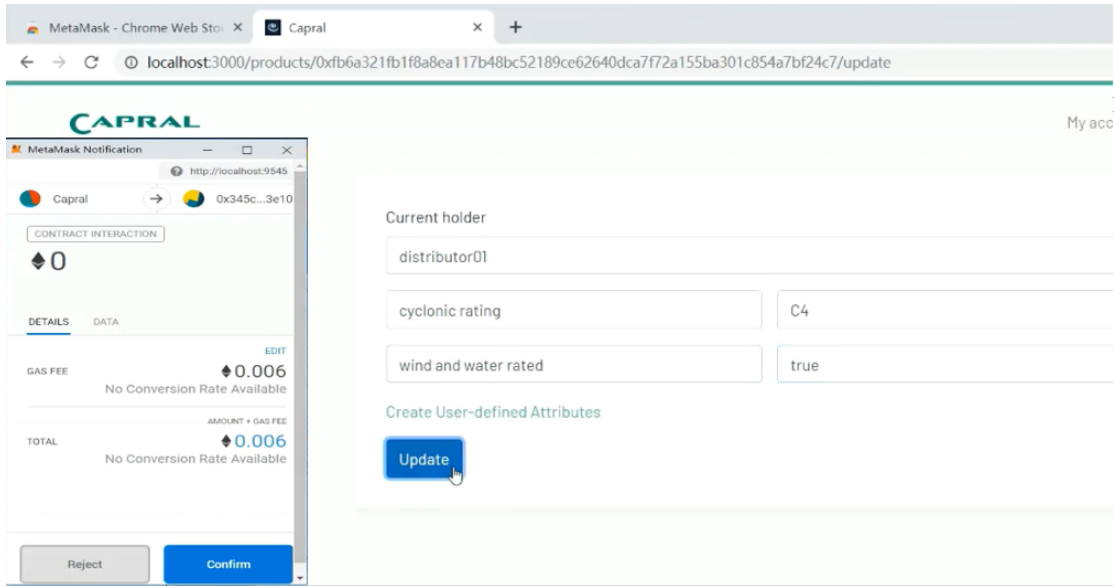 MetaMask - Chrome Web Sto
Capral
localhost:3000/products/0xfb6a321fb1f8a8ea117b48bc52189ce62640dca7f72a155ba301c854a7bf24c7/update
CAPRAL
My acc
MetaMask Notification
http://localhost:9545
Capral
0x345c...3e10
CONTRACT INTERACTION
0
DETAILS DATA
EDIT
GAS FEE 0.006
No Conversion Rate Available
AMOUNT + GAS FEE
TOTAL 0.006
No Conversion Rate Available
Reject Confirm
Current holder
distributor01
cyclonic rating C4
wind and water rated true
Create User-defined Attributes
Update